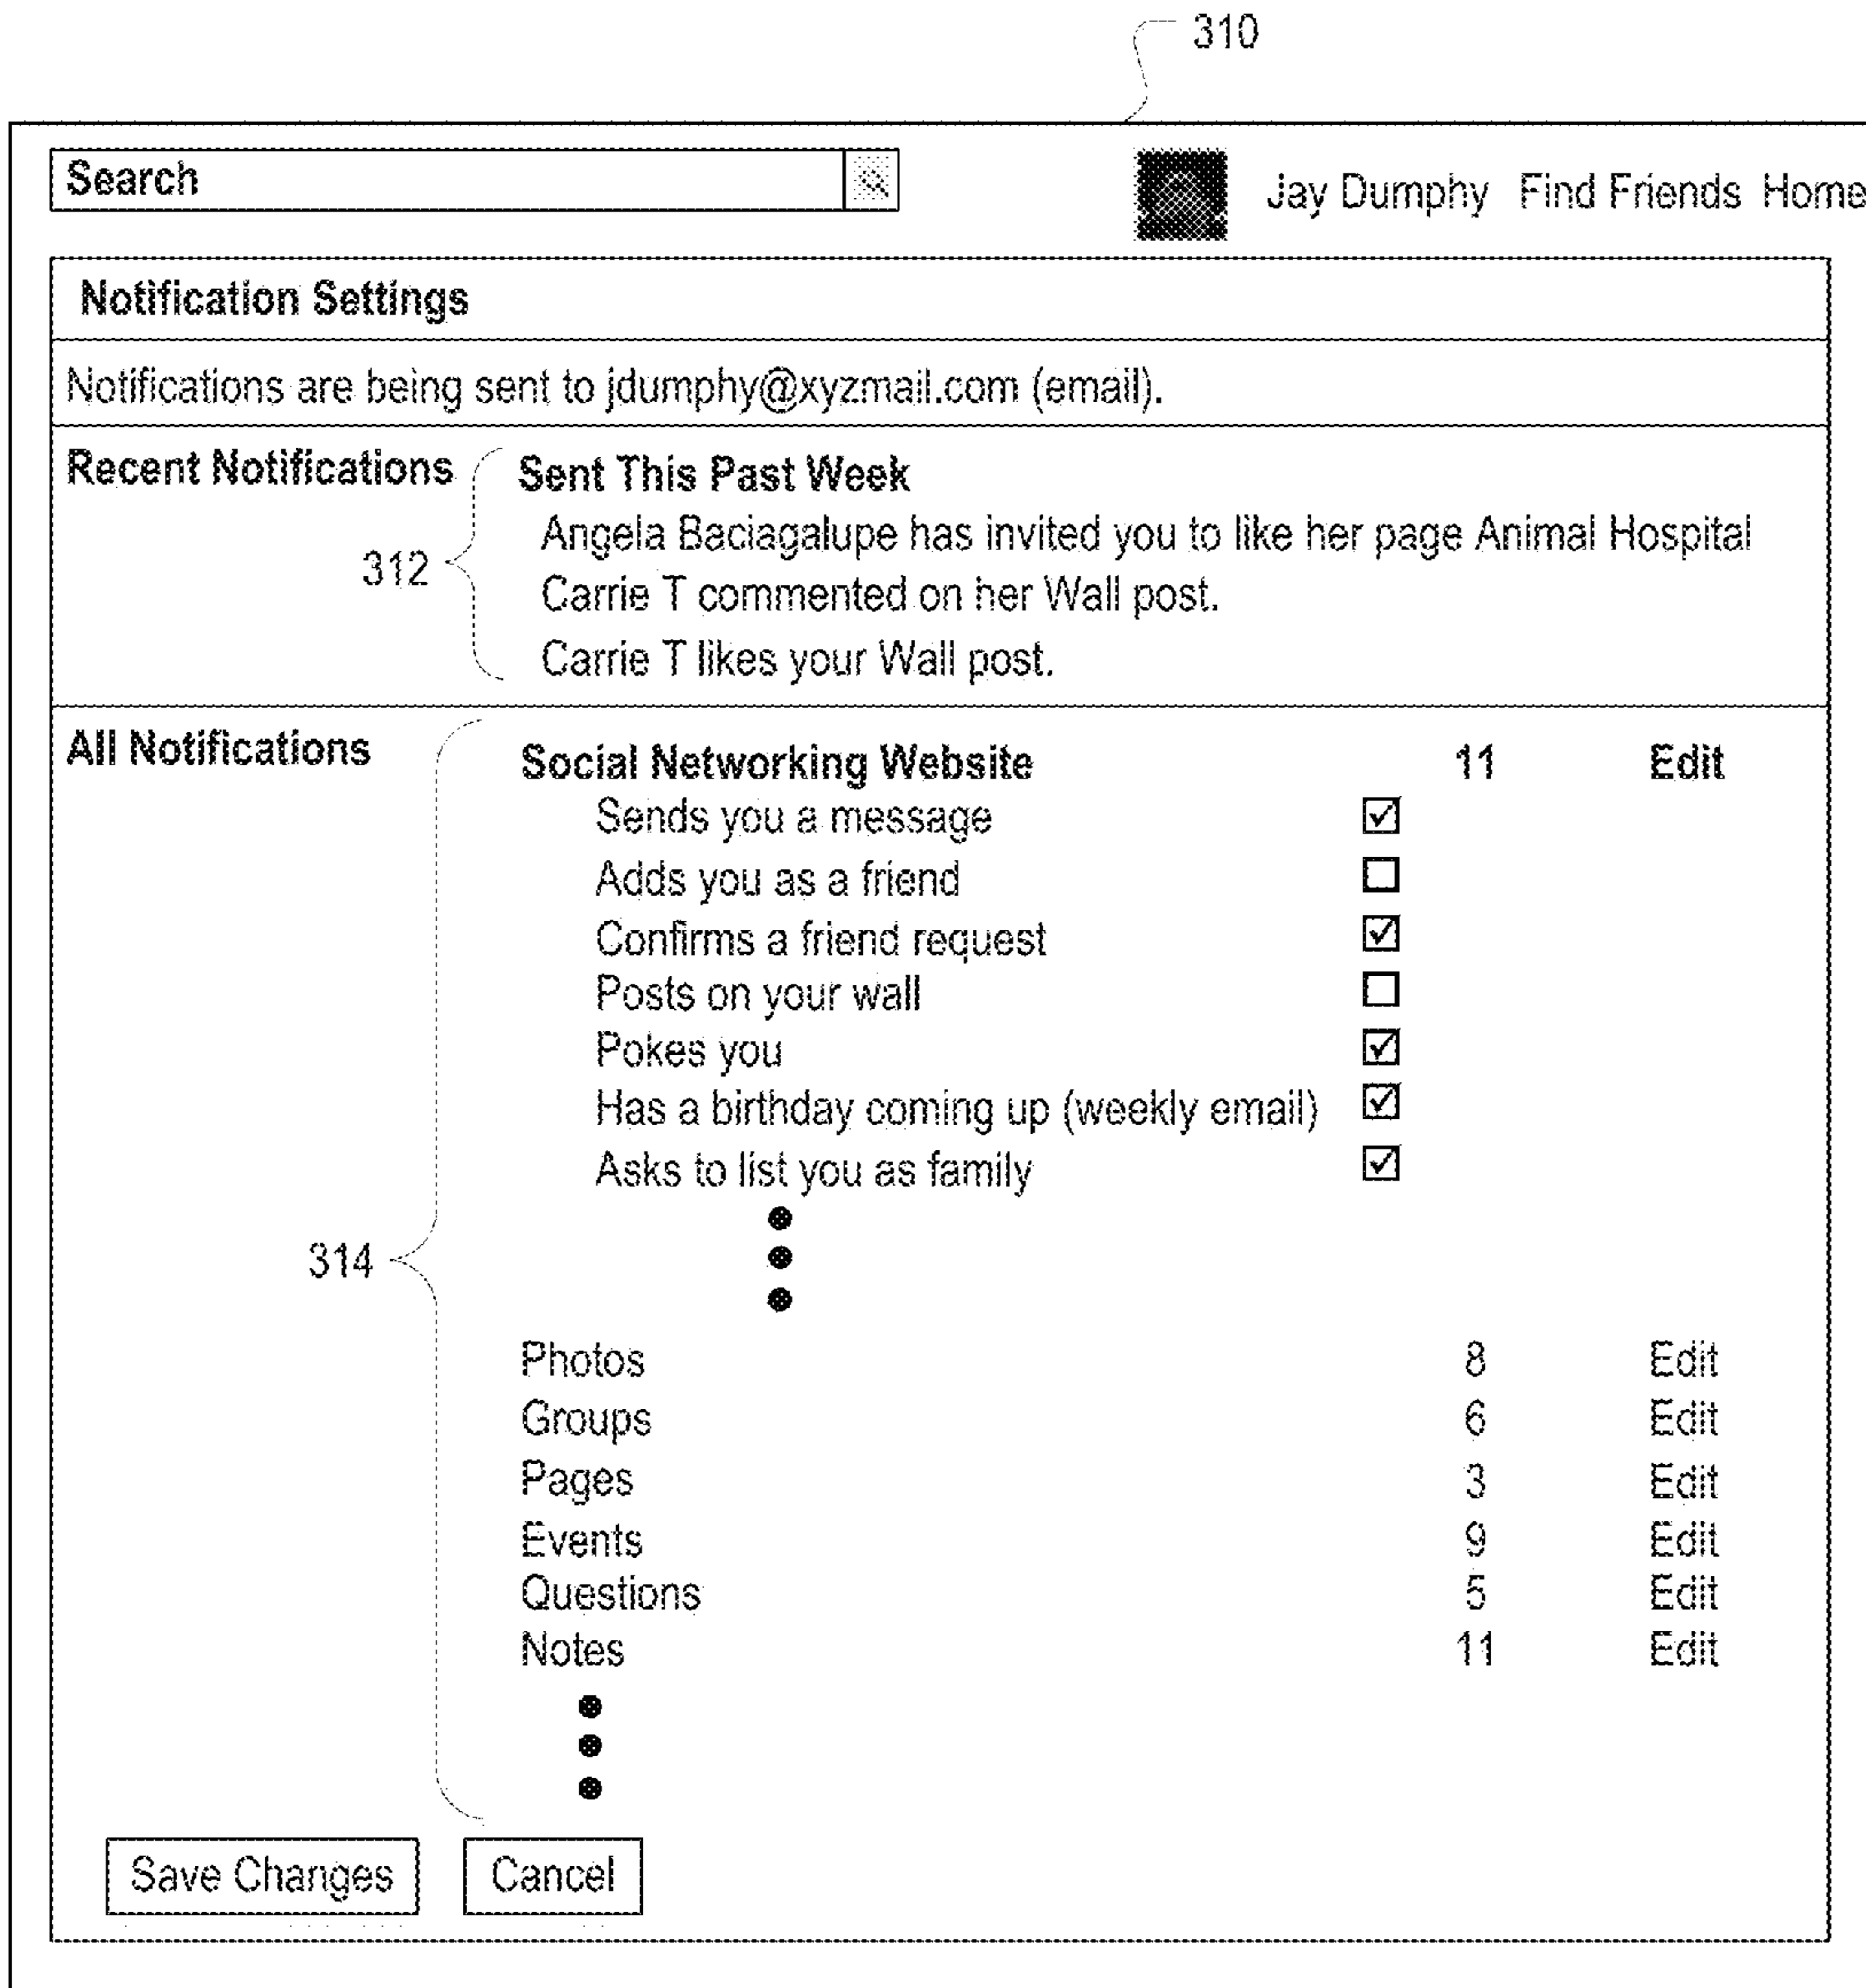 310
Search
Jay Dumphy Find Friends Home
Notification Settings
Notifications are being sent to jdumphy@xyzmail.com (email).
Recent Notifications
312
Sent This Past Week
Angela Baciagalupe has invited you to like her page Animal Hospital
Carrie T commented on her Wall post.
Carrie T likes your Wall post.
All Notifications
314
Social Networking Website 11 Edit
Sends you a message
Adds you as a friend
Confirms a friend request
Posts on your wall
Pokes you
Has a birthday coming up (weekly email)
Asks to list you as family
Photos 8 Edit
Groups 6 Edit
Pages 3 Edit
Events 9 Edit
Questions 5 Edit
Notes 11 Edit
Save Changes Cancel